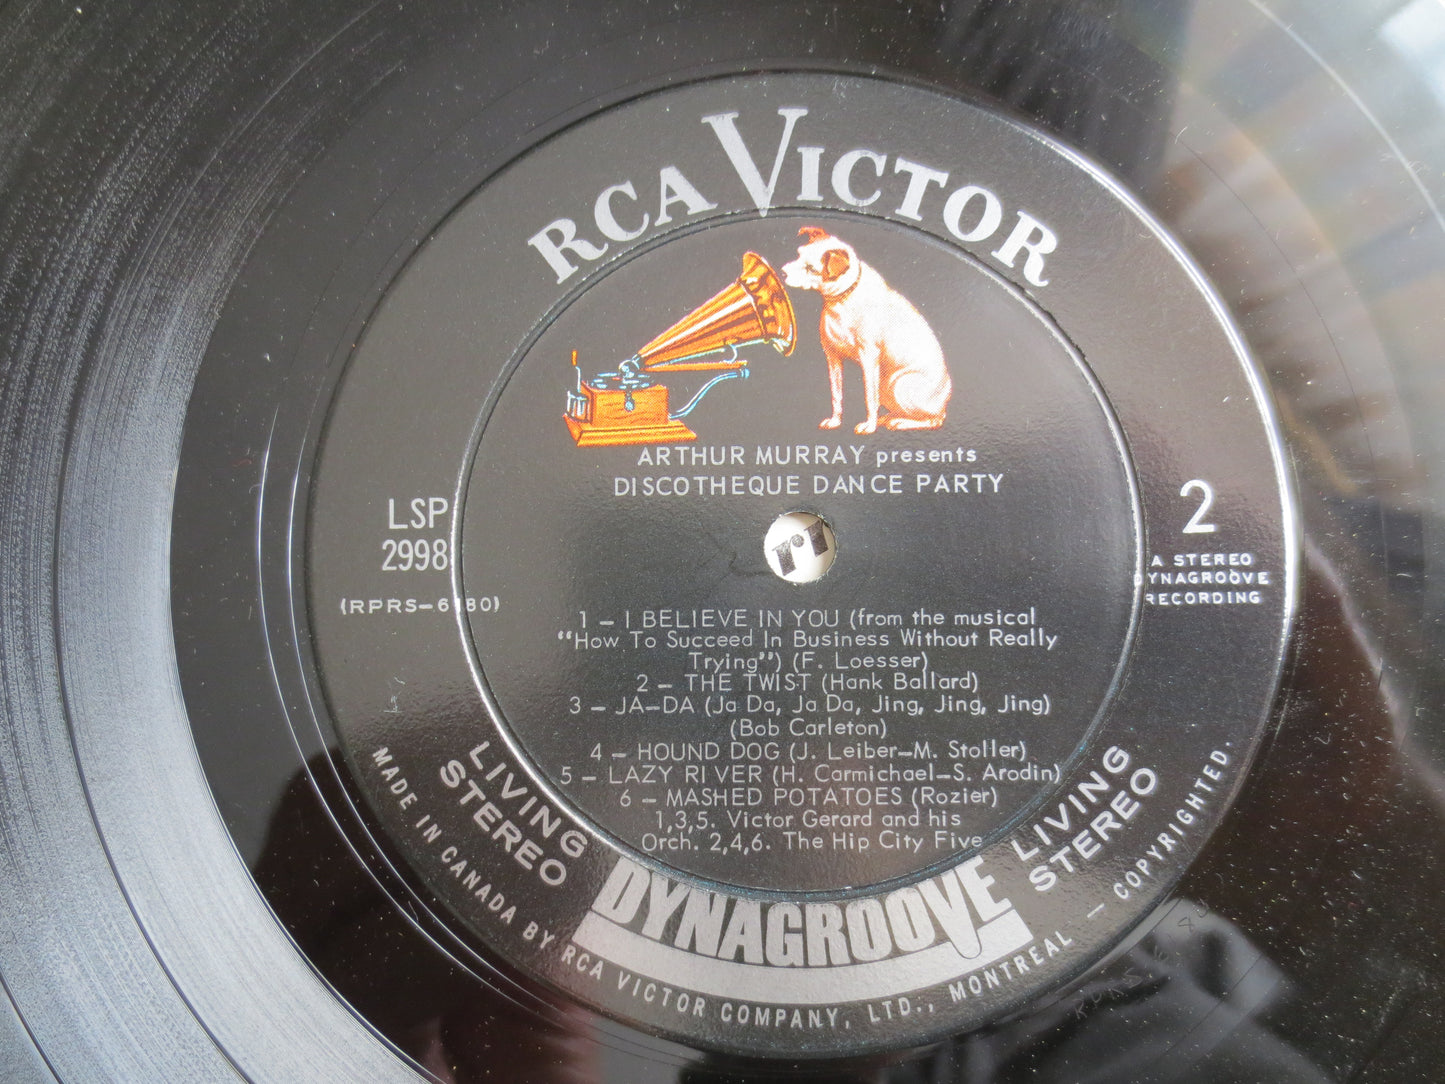 RCA VICTOR
ARTHUR MURRAY presents
DISCOTHEQUE DANCE PARTY
LSP
2998
(RPRS-6180)
2
A STEREO
DYNAGROOVE
RECORDING
1 – I BELIEVE IN YOU (from the musical
"How To Succeed In Business Without Really
Trying") (F. Loesser)
2 – THE TWIST (Hank Ballard)
3 – JA-DA (Ja Da, Ja Da, Jing, Jing, Jing)
(Bob Carleton)
4 – HOUND DOG (J. Leiber-M. Stoller)
5 – LAZY RIVER (H. Carmichael-S. Arodin)
6 – MASHED POTATOES (Rozier)
1,3,5. Victor Gerard and his
Orch. 2,4,6. The Hip City Five
LIVING
STEREO
DYNAGROOVE
LIVING
STEREO
MADE IN CANADA BY RCA VICTOR COMPANY, LTD., MONTREAL – COPYRIGHTED.